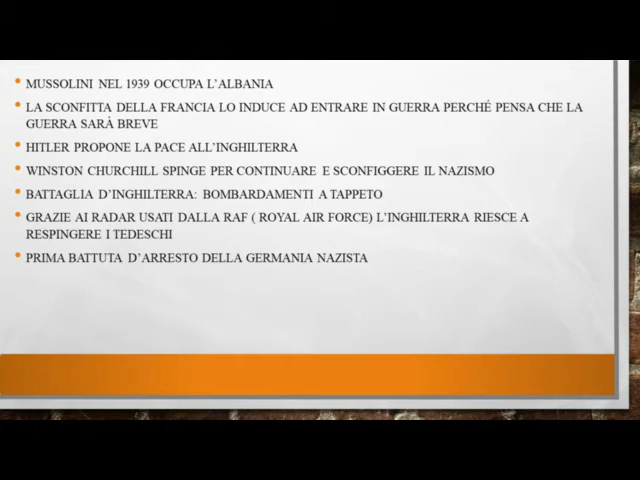 • MUSSOLINI NEL 1939 OCCUPA L'ALBANIA
• LA SCONFITTA DELLA FRANCIA LO INDUCE AD ENTRARE IN GUERRA PERCHÉ PENSA CHE LA
GUERRA SARÀ BREVE
• HITLER PROPONE LA PACE ALL'INGHILTERRA
• WINSTON CHURCHILL SPINGE PER CONTINUARE E SCONFIGGERE IL NAZISMO
• BATTAGLIA D'INGHILTERRA: BOMBARDAMENTI A TAPPETO
• GRAZIE AI RADAR USATI DALLA RAF ( ROYAL AIR FORCE) L'INGHILTERRA RIESCE A
RESPINGERE I TEDESCHI
• PRIMA BATTUTA D'ARRESTO DELLA GERMANIA NAZISTA